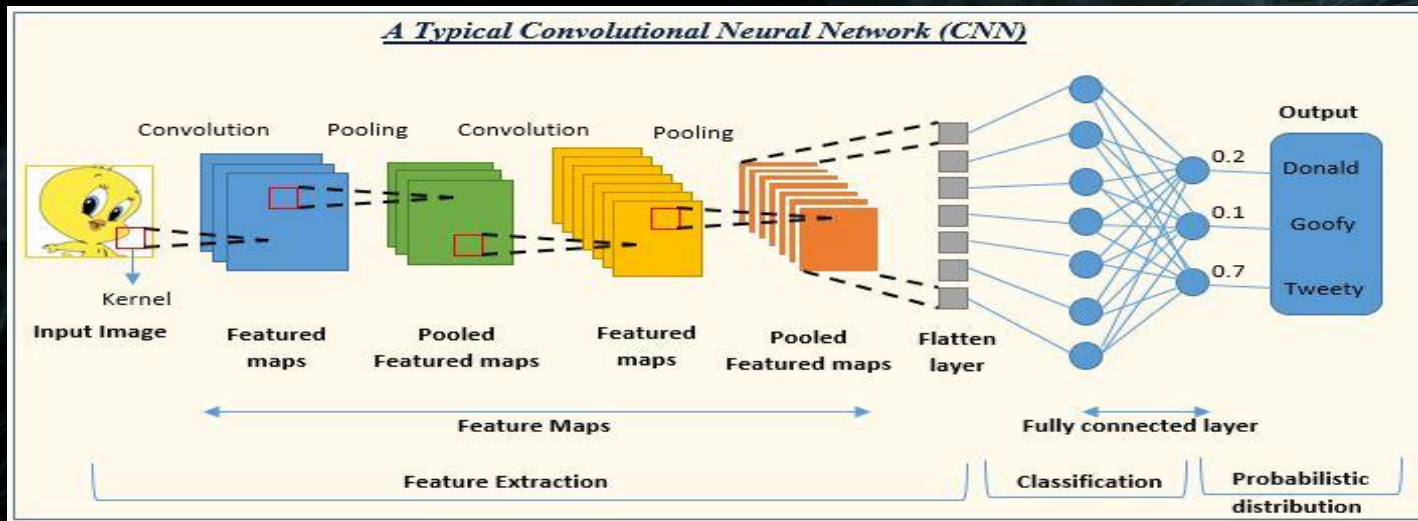 A Typical Convolutional Neural Network (CNN)
Convolution
Pooling
Convolution
Pooling
Kernel
Input Image
Featured
maps
Pooled
Featured maps
Featured
maps
Pooled
Featured maps
Flatten
layer
Output
0.2
Donald
0.1
Goofy
0.7
Tweety
Feature Maps
Fully connected layer
Feature Extraction
Classification
Probabilistic
distribution